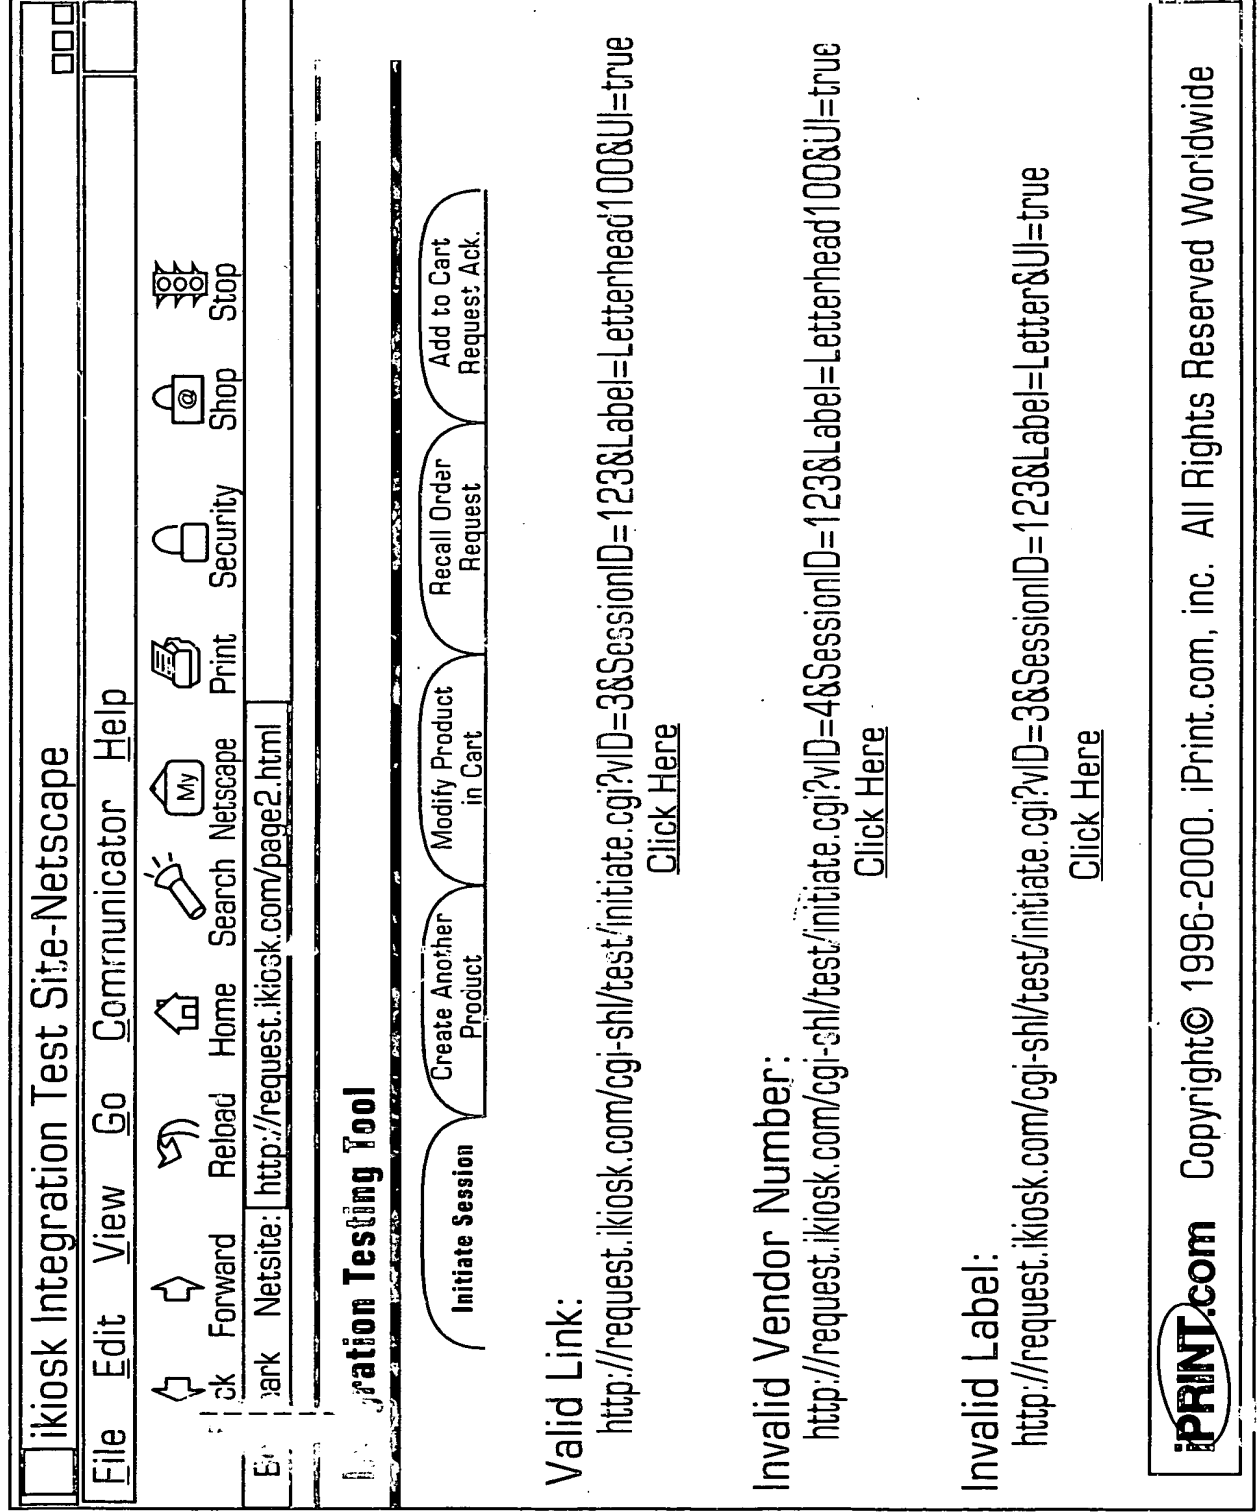 iKiosk Integration Test Site-Netscape
File Edit View Go Communicator Help
Forward Reload Home Search My Netscape Print Security @ Shop Stop
Netsite: http://request.ikiosk.com/page2.html
Testing Tool
Initiate Session
Create Another
Product
Modify Product
in Cart
Recall Order
Request
Add to Cart
Request Ack.
Valid Link:
http://request.ikiosk.com/cgi-shl/test/initiate.cgi?vID=3&SessionID=123&Label=Letterhead100&UI=true
Click Here
Invalid Vendor Number:
http://request.ikiosk.com/cgi-shl/test/initiate.cgi?vID=4&SessionID=123&Label=Letterhead100&UI=true
Click Here
Invalid Label:
http://request.ikiosk.com/cgi-shl/test/initiate.cgi?vID=3&SessionID=123&Label=Letter&UI=true
Click Here
iPRINT.com Copyright© 1996-2000. iPrint.com, inc. All Rights Reserved Worldwide